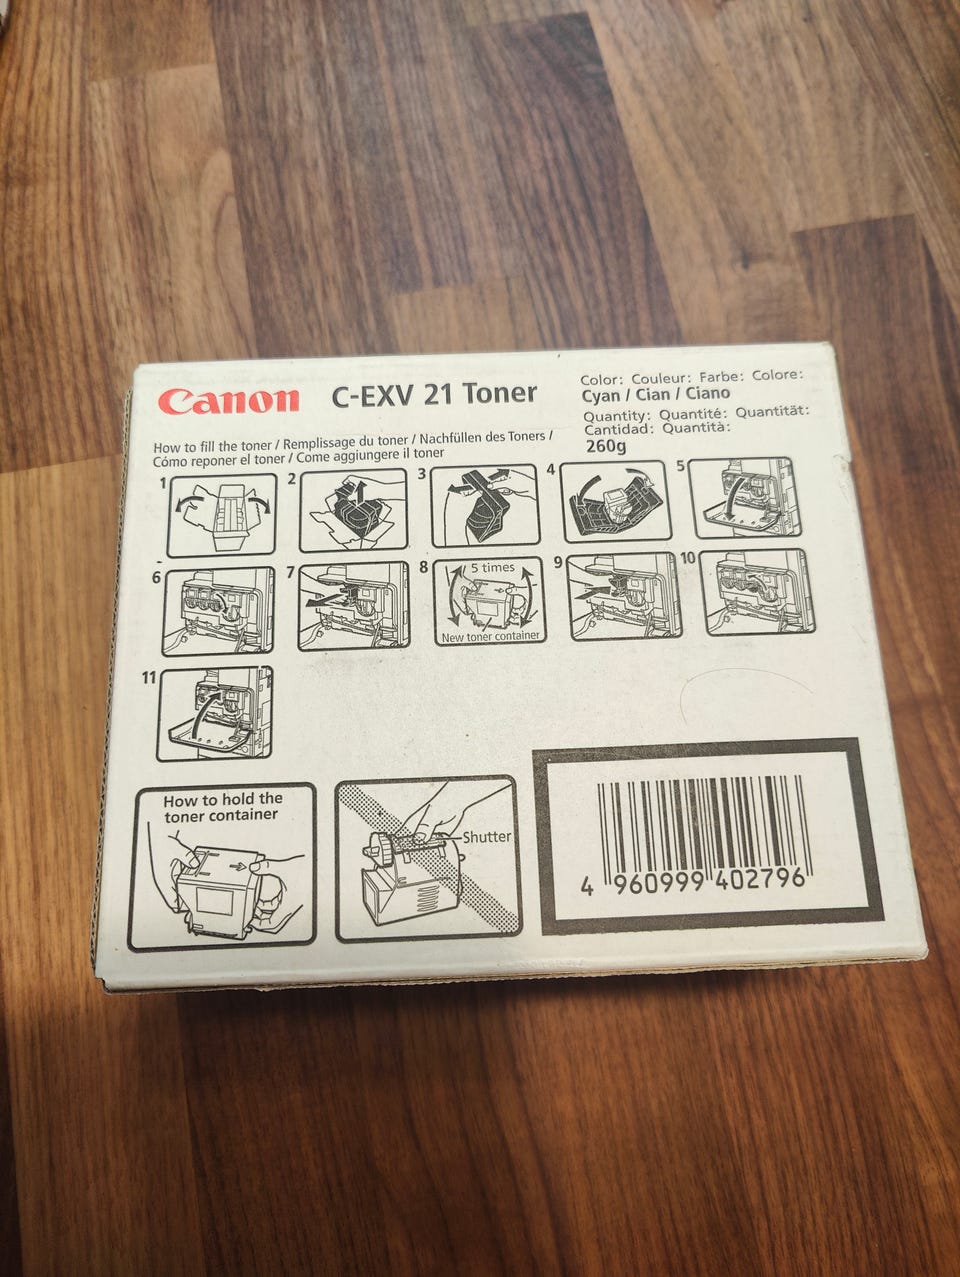 Canon
C-EXV 21 Toner
Color: Couleur: Farbe: Colore:
Cyan / Cian / Ciano
Quantity: Quantité: Quantität:
Cantidad: Quantità:
260g
How to fill the toner / Remplissage du toner / Nachfüllen des Toners /
Cómo reponer el toner / Come aggiungere il toner
1
2
3
4
5
6
7
8
5 times
New toner container
9
10
11
How to hold the
toner container
Shutter
4 960999 402796